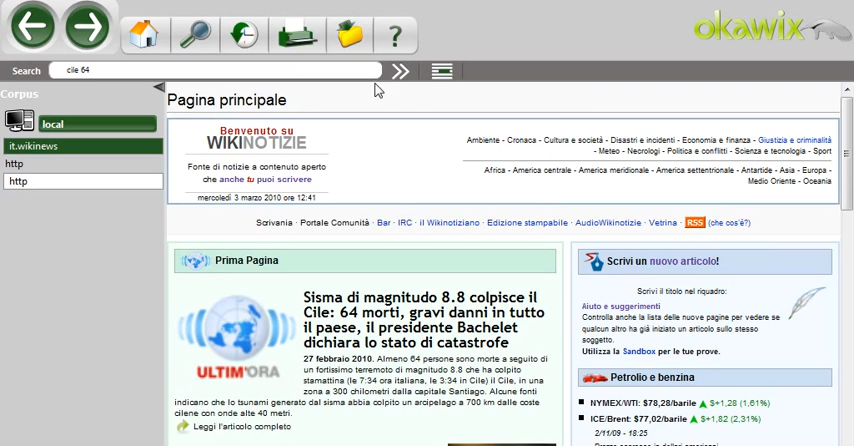 okawix
?
Search
cile 64
Corpus
local
it.wikinews
http
http
Pagina principale
Benvenuto su
WIKINOTIZIE
Fonte di notizie a contenuto aperto
che anche tu puoi scrivere
mercoledì 3 marzo 2010 ore 12:41
Ambiente - Cronaca - Cultura e società - Disastri e incidenti - Economia e finanza - Giustizia e criminalità
- Meteo - Necrologi - Politica e conflitti - Scienza e tecnologia - Sport
Africa - America centrale - America meridionale - America settentrionale - Antartide - Asia - Europa -
Medio Oriente - Oceania
Scrivania · Portale Comunità · Bar · IRC · il Wikinotiziano · Edizione stampabile · AudioWikinotizie · Vetrina · RSS (che cos'é?)
Prima Pagina
ULTIM'ORA
Sisma di magnitudo 8.8 colpisce il
Cile: 64 morti, gravi danni in tutto
il paese, il presidente Bachelet
dichiara lo stato di catastrofe
27 febbraio 2010. Almeno 64 persone sono morte a seguito di
un fortissimo terremoto di magnitudo 8.8 che ha colpito
stamattina (le 7:34 ora italiana, le 3:34 in Cile) il Cile, in una
zona a 300 chilometri dalla capitale Santiago. Alcune fonti
indicano che lo tsunami generato dal sisma abbia colpito un arcipelago a 700 km dalle coste
cilene con onde alte 40 metri.
Leggi l'articolo completo
Scrivi un nuovo articolo!
Scrivi il titolo nel riquadro:
Aiuto e suggerimenti
Controlla anche la lista delle nuove pagine per vedere se
qualcun altro ha già iniziato un articolo sullo stesso
soggetto.
Utilizza la Sandbox per le tue prove.
Petrolio e benzina
NYMEX/WTI: $78,28/barile $+1,28 (1,61%)
ICE/Brent: $77,02/barile $+1,82 (2,31%)
2/11/09 - 18:25